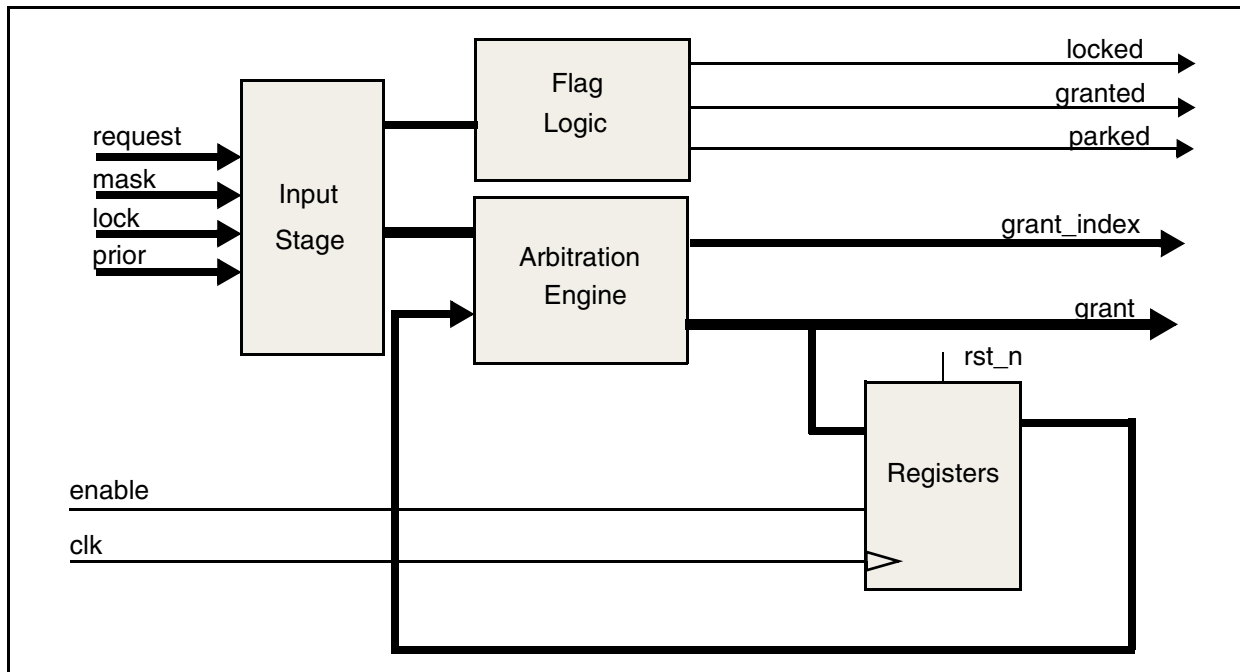 request
mask
lock
prior
Input
Stage
Flag
Logic
locked
granted
parked
Arbitration
Engine
grant_index
grant
rst_n
Registers
enable
clk